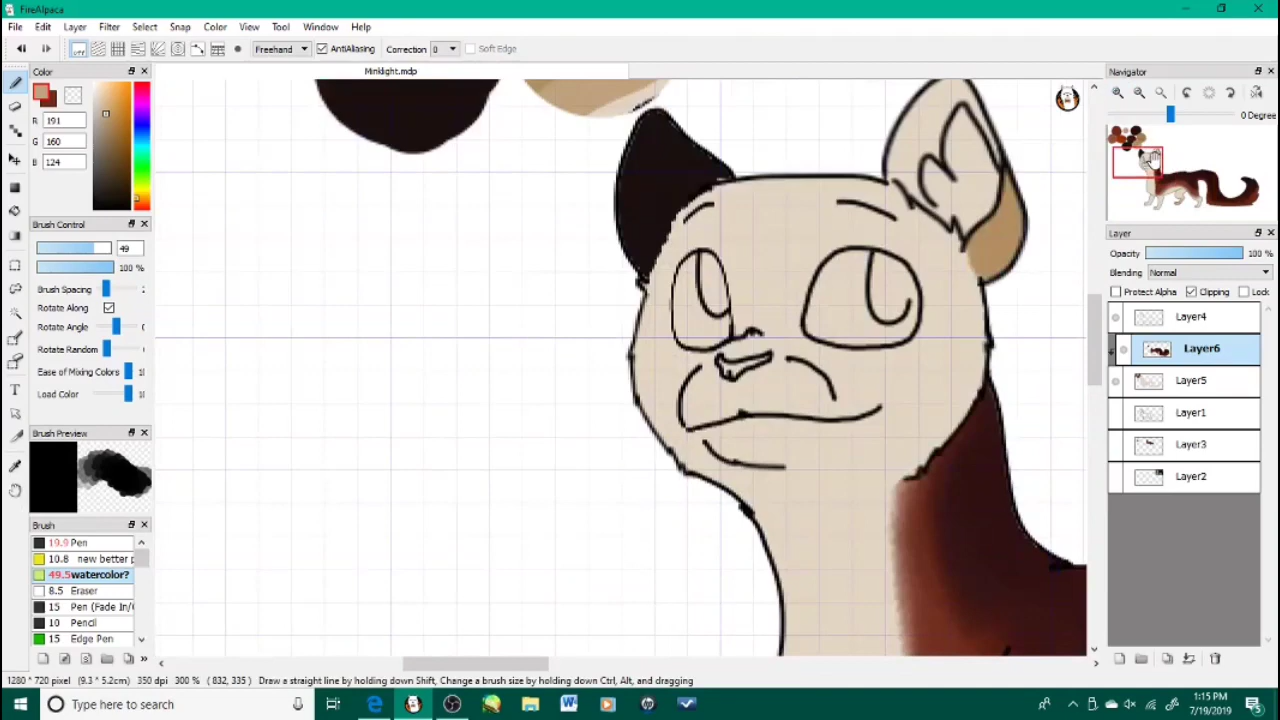 FireAlpaca
File Edit Layer Filter Select Snap Color View Tool Window Help
Freehand AntiAliasing Correction 0 Soft Edge
Color
Minklight.mdp
Navigator
R 191
G 160
B 124
0 Degree
Brush Control
49
100 %
Brush Spacing
Rotate Along
Rotate Angle
Rotate Random
Ease of Mixing Colors
Load Color
Layer
Opacity 100 %
Blending Normal
Protect Alpha Clipping Lock
Layer4
Layer6
Layer5
Layer1
Layer3
Layer2
Brush Preview
Brush
19.9 Pen
10.8 new better
49.5 watercolor?
8.5 Eraser
15 Pen (Fade In/
10 Pencil
15 Edge Pen
1280 * 720 pixel (9.3 * 5.2cm) 350 dpi 300 % ( 832, 335 ) Draw a straight line by holding down Shift, Change a brush size by holding down Ctrl, Alt, and dragging
Type here to search
1:15 PM
7/19/2019